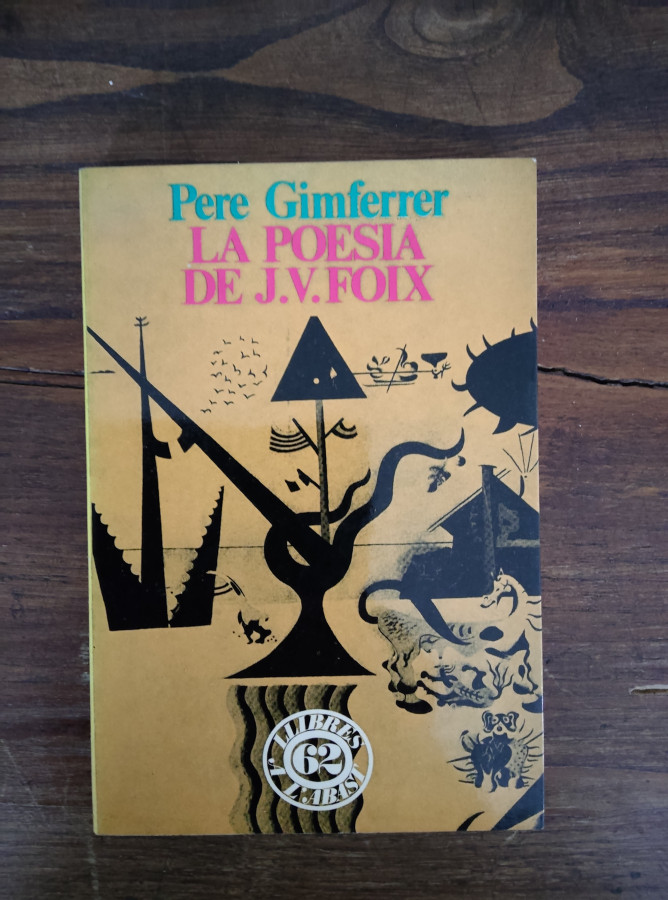 Pere Gimferrer
LA POESIA
DE J.V. FOIX
LLIBRES
A L'ABAST
62